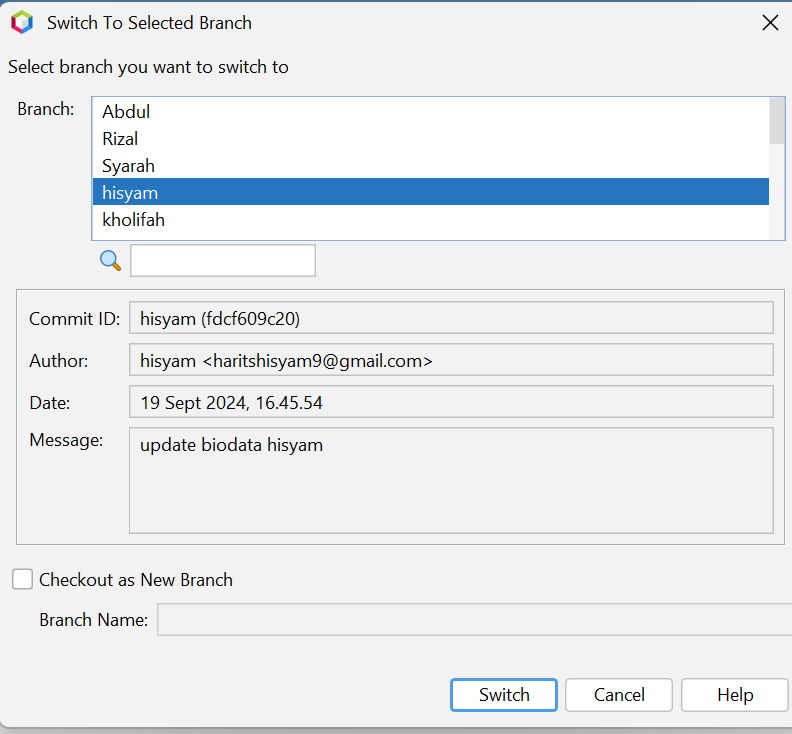 Switch To Selected Branch
Select branch you want to switch to
Branch:
Abdul
Rizal
Syarah
hisyam
kholifah
Commit ID: hisyam (fdcf609c20)
Author: hisyam <haritshisyam9@gmail.com>
Date: 19 Sept 2024, 16.45.54
Message: update biodata hisyam
Checkout as New Branch
Branch Name:
Switch Cancel Help